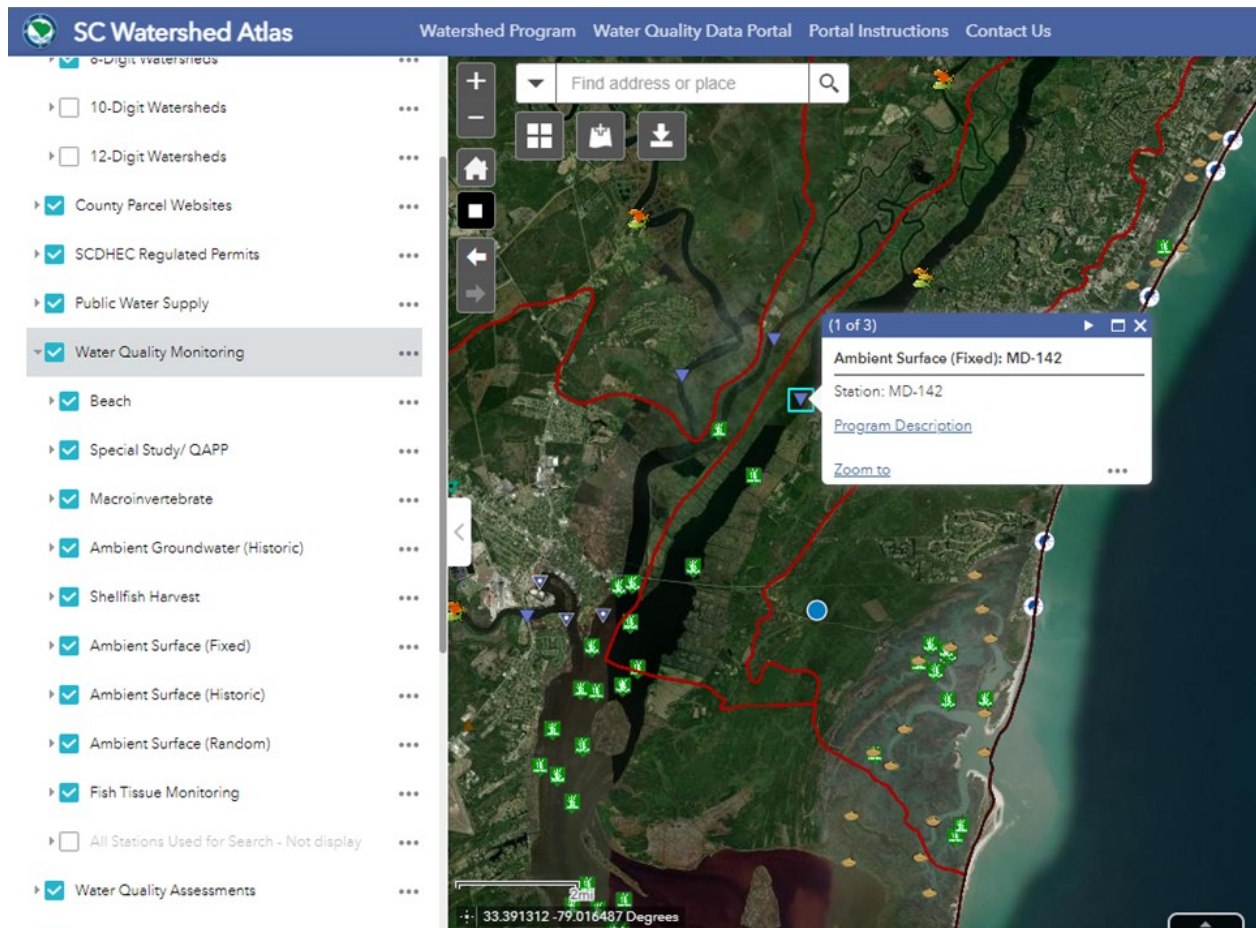 SC Watershed Atlas
Watershed Program Water Quality Data Portal Portal Instructions Contact Us
8-Digit Watersheds
10-Digit Watersheds
12-Digit Watersheds
County Parcel Websites
SCDHEC Regulated Permits
Public Water Supply
Water Quality Monitoring
Beach
Special Study/ QAPP
Macroinvertebrate
Ambient Groundwater (Historic)
Shellfish Harvest
Ambient Surface (Fixed)
Ambient Surface (Historic)
Ambient Surface (Random)
Fish Tissue Monitoring
All Stations Used for Search - Not display
Water Quality Assessments
Find address or place
(1 of 3)
Ambient Surface (Fixed): MD-142
Station: MD-142
Program Description
Zoom to
2mi
33.391312 -79.016487 Degrees